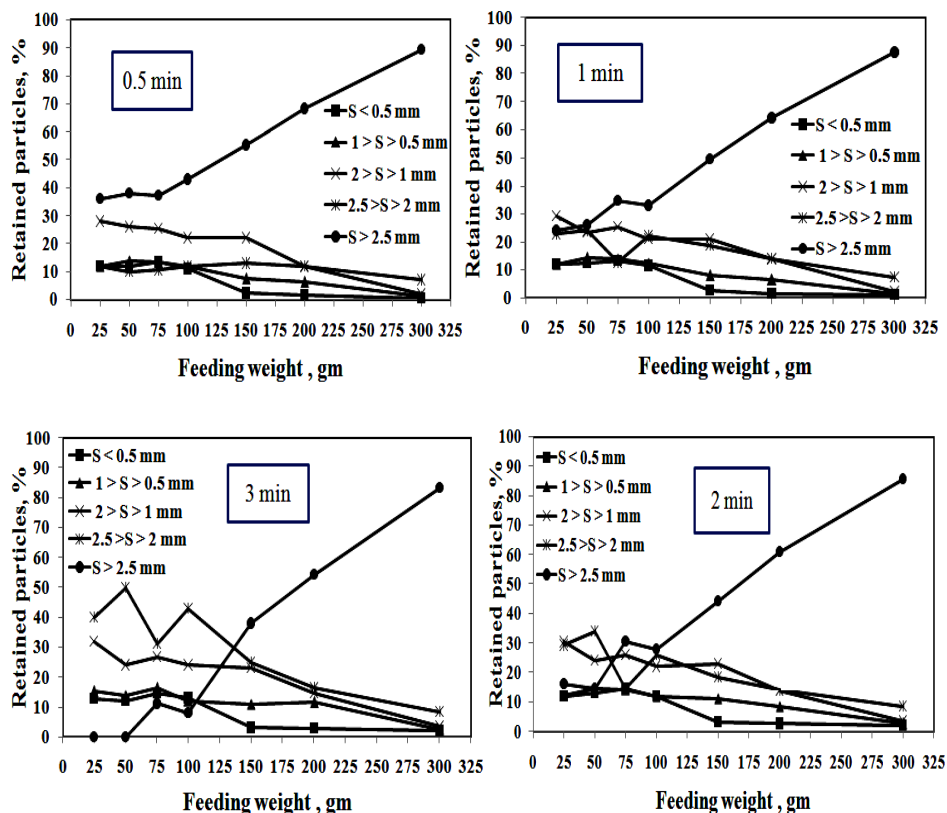 0.5 min
Retained particles, %
100
90
80
70
60
50
40
30
20
10
0
S < 0.5 mm
1 > S > 0.5 mm
2 > S > 1 mm
2.5 >S > 2 mm
S > 2.5 mm
0 25 50 75 100 125 150 175 200 225 250 275 300 325
Feeding weight , gm
1 min
Retained particles, %
100
90
80
70
60
50
40
30
20
10
0
S < 0.5 mm
1 > S > 0.5 mm
2 > S > 1 mm
2.5 >S > 2 mm
S > 2.5 mm
0 25 50 75 100 125 150 175 200 225 250 275 300 325
Feeding weight , gm
3 min
Retained particles, %
100
90
80
70
60
50
40
30
20
10
0
S < 0.5 mm
1 > S > 0.5 mm
2 > S > 1 mm
2.5 >S > 2 mm
S > 2.5 mm
0 25 50 75 100 125 150 175 200 225 250 275 300 325
Feeding weight , gm
2 min
Retained particles, %
100
90
80
70
60
50
40
30
20
10
0
S < 0.5 mm
1 > S > 0.5 mm
2 > S > 1 mm
2.5 >S > 2 mm
S > 2.5 mm
0 25 50 75 100 125 150 175 200 225 250 275 300 325
Feeding weight , gm